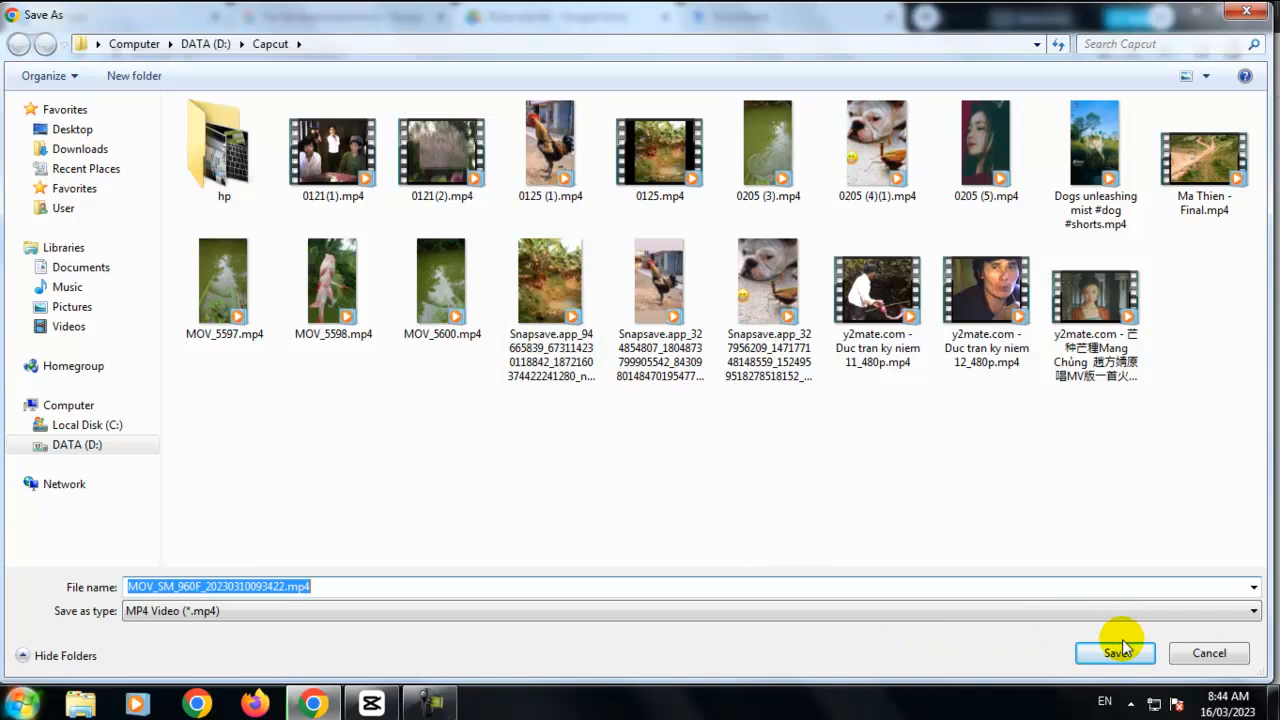 Save As
Computer
DATA (D:)
Capcut
Search Capcut
Organize
New folder
Favorites
Desktop
Downloads
Recent Places
Favorites
User
Libraries
Documents
Music
Pictures
Videos
Homegroup
Computer
Local Disk (C:)
DATA (D:)
Network
hp
0121(1).mp4
0121(2).mp4
0125 (1).mp4
0125.mp4
0205 (3).mp4
0205 (4)(1).mp4
0205 (5).mp4
Dogs unleashing
mist #dog
#shorts.mp4
Ma Thien -
Final.mp4
MOV_5597.mp4
MOV_5598.mp4
MOV_5600.mp4
Snapsave.app_94
665839_67311423
0118842_1872160
374422241280_n...
Snapsave.app_32
4854807_1804873
799905542_84309
80148470195477...
Snapsave.app_32
7956209_1471771
48148559_152495
9518278518152_...
y2mate.com -
Duc tran ky niem
11_480p.mp4
y2mate.com -
Duc tran ky niem
12_480p.mp4
y2mate.com - 芒
种芒種Mang
Chủng 趙方婧原
唱MV版一首火...
File name:
MOV_SM_960F_20230310093422.mp4
Save as type:
MP4 Video (*.mp4)
Hide Folders
Save
Cancel
EN
8:44 AM
16/03/2023